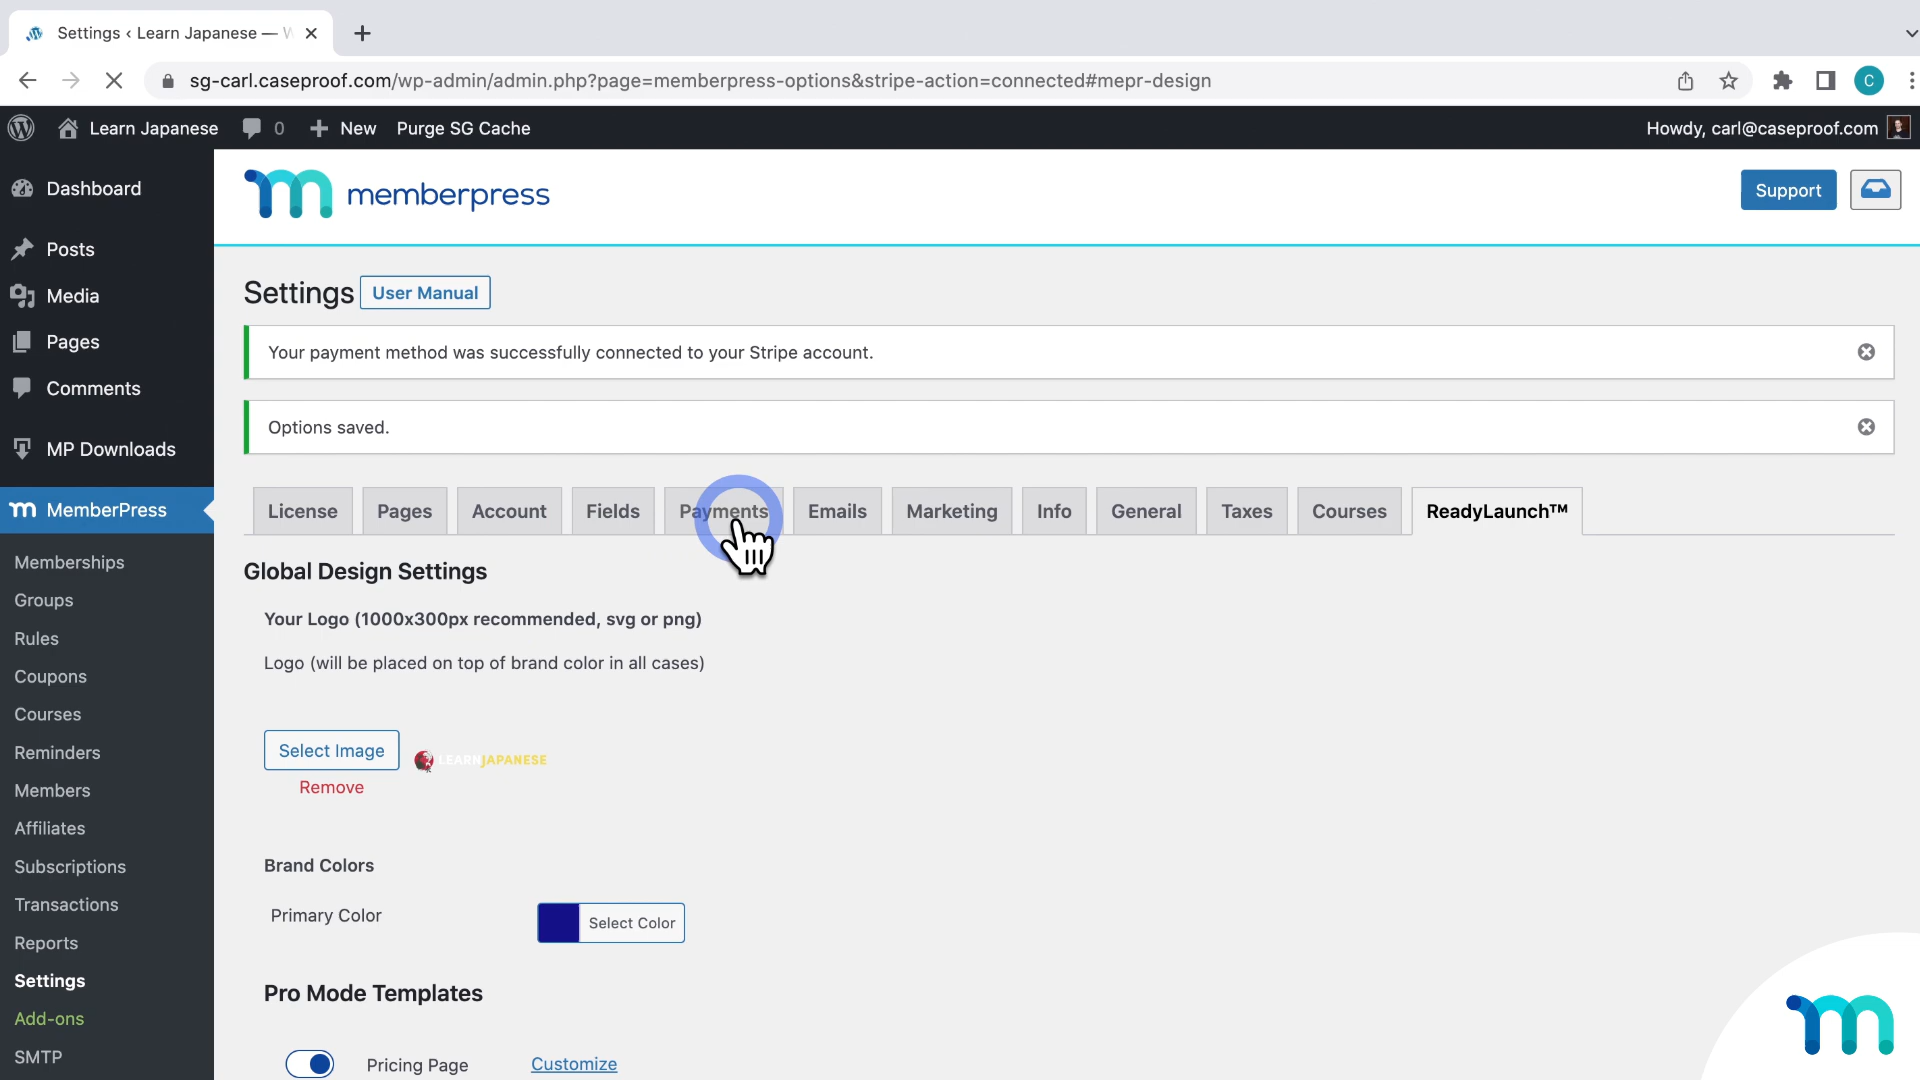 Settings ‹ Learn Japanese — W
sg-carl.caseproof.com/wp-admin/admin.php?page=memberpress-options&stripe-action=connected#mepr-design
C
Learn Japanese
0
New
Purge SG Cache
Howdy, carl@caseproof.com
Dashboard
Posts
Media
Pages
Comments
MP Downloads
MemberPress
Memberships
Groups
Rules
Coupons
Courses
Reminders
Members
Affiliates
Subscriptions
Transactions
Reports
Settings
Add-ons
SMTP
memberpress
Support
Settings
User Manual
Your payment method was successfully connected to your Stripe account.
Options saved.
License
Pages
Account
Fields
Payments
Emails
Marketing
Info
General
Taxes
Courses
ReadyLaunch™
Global Design Settings
Your Logo (1000x300px recommended, svg or png)
Logo (will be placed on top of brand color in all cases)
Select Image
LEARNJAPANESE
Remove
Brand Colors
Primary Color
Select Color
Pro Mode Templates
Pricing Page
Customize